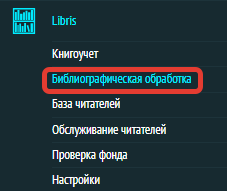 Libris
Книгоучет
Библиографическая обработка
База читателей
Обслуживание читателей
Проверка фонда
Настройки